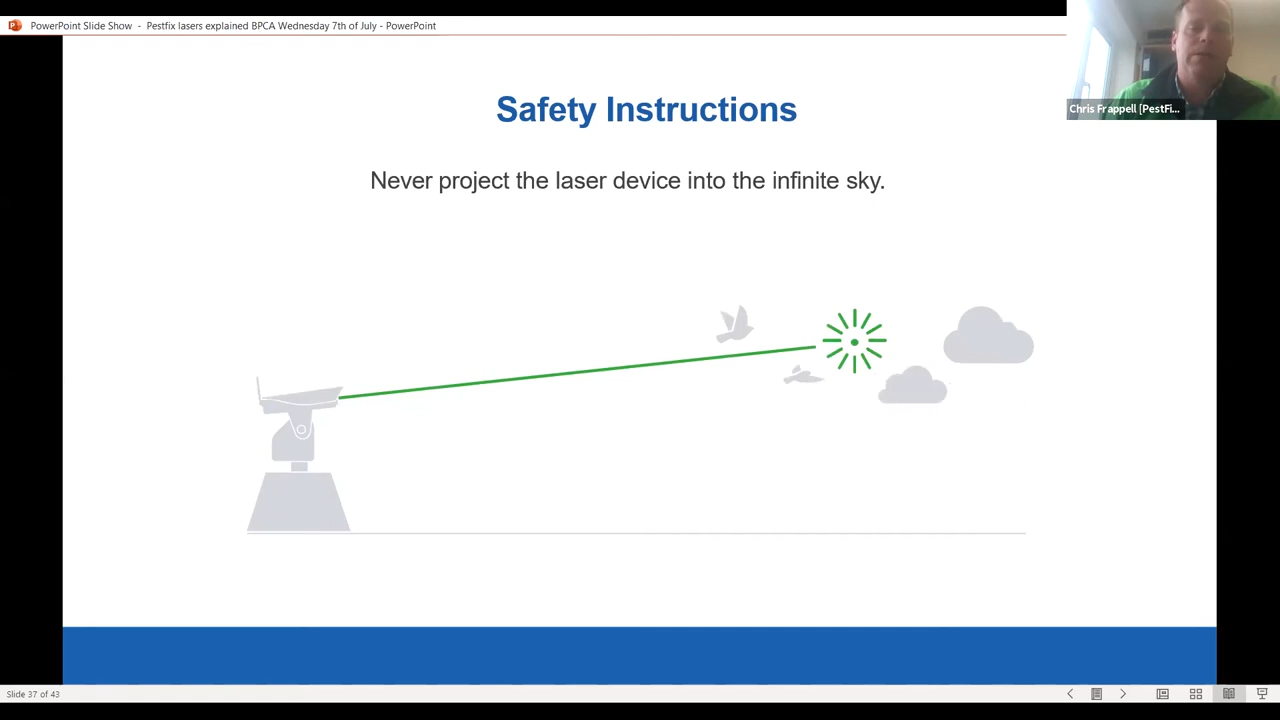 PowerPoint Slide Show - Pestfix lasers explained BPCA Wednesday 7th of July - PowerPoint
Chris Frappell [PestFi...
Safety Instructions
Never project the laser device into the infinite sky.
Slide 37 of 43